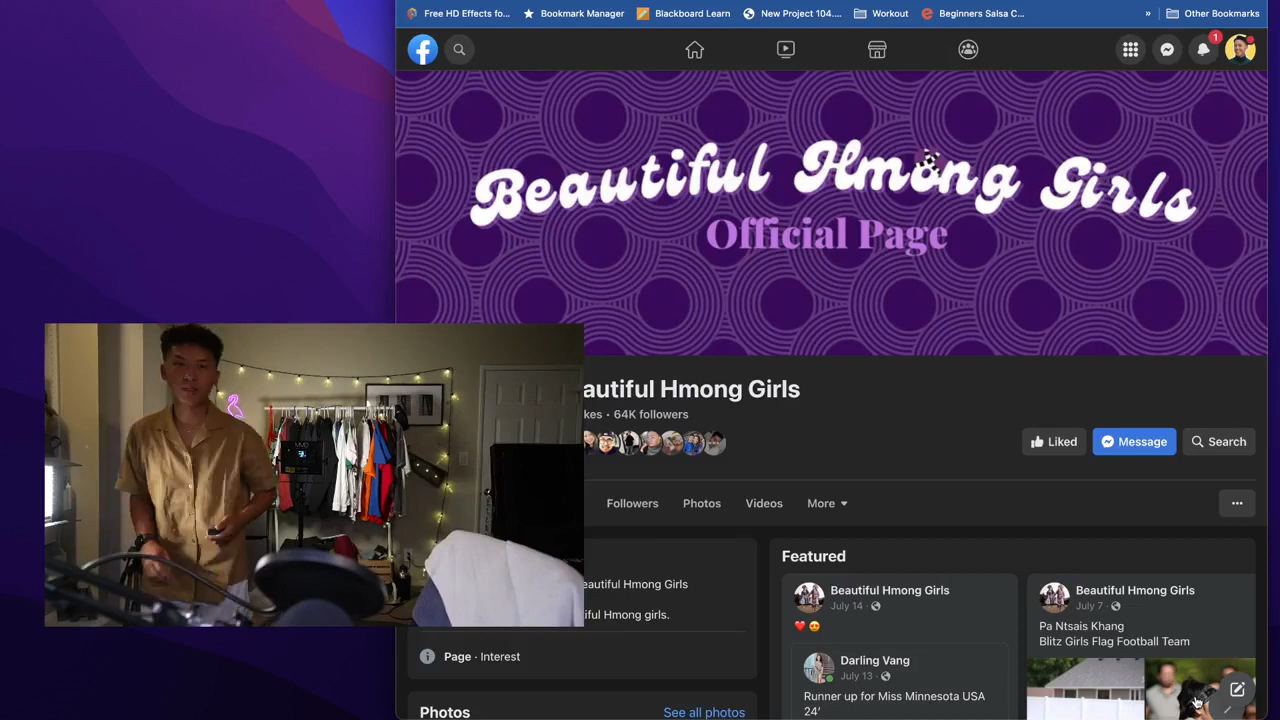 Free HD Effects fo...
Bookmark Manager
Blackboard Learn
New Project 104....
Workout
Beginners Salsa C...
»
Other Bookmarks
1
Beautiful Hmong Girls
Official Page
autiful Hmong Girls
kes • 64K followers
Liked
Message
Search
Followers
Photos
Videos
More
Featured
autiful Hmong Girls
iful Hmong girls.
Page · Interest
Photos
See all photos
Beautiful Hmong Girls
July 14 ·
Darling Vang
July 13 ·
Runner up for Miss Minnesota USA
24’
Beautiful Hmong Girls
July 7 ·
Pa Ntsais Khang
Blitz Girls Flag Football Team